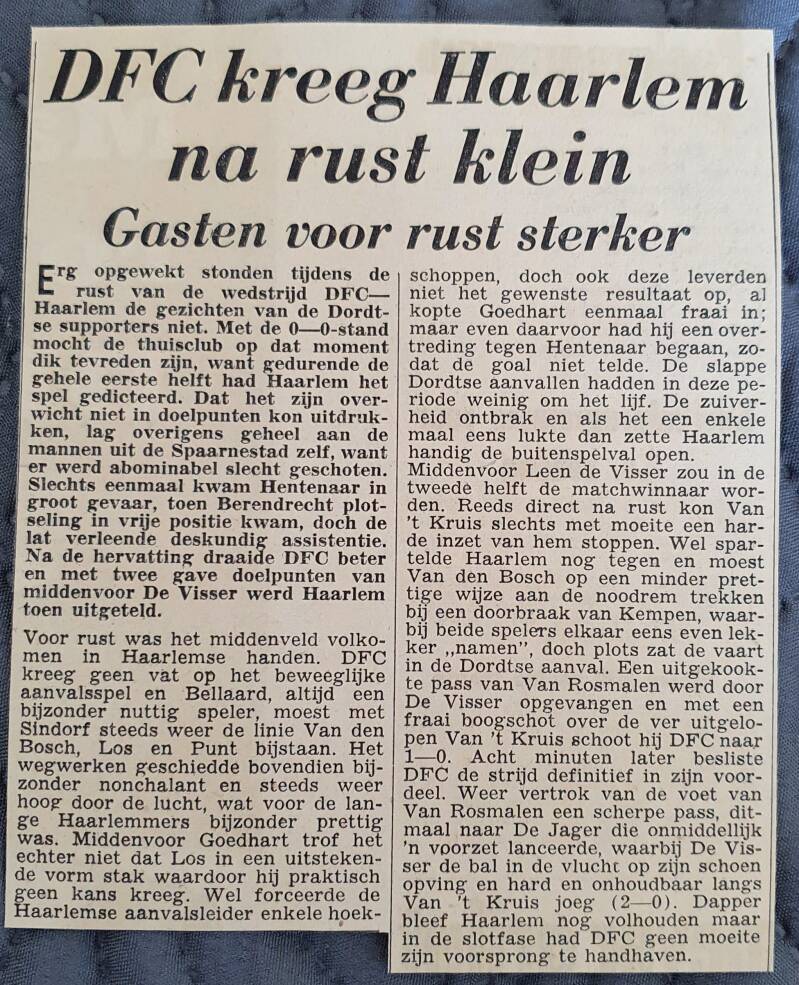 DFC kreeg Haarlem
na rust klein
Gasten voor rust sterker
Erg opgewekt stonden tijdens de
rust van de wedstrijd DFC—
Haarlem de gezichten van de Dordt-
se supporters niet. Met de 0—0-stand
mocht de thuisclub op dat moment
dik tevreden zijn, want gedurende de
gehele eerste helft had Haarlem het
spel gedicteerd. Dat het zijn over-
wicht niet in doelpunten kon uitdruk-
ken, lag overigens geheel aan de
mannen uit de Spaarnestad zelf, want
er werd abominabel slecht geschoten.
Slechts eenmaal kwam Hentenaar in
groot gevaar, toen Berendrecht plot-
seling in vrije positie kwam, doch de
lat verleende deskundig assistentie.
Na de hervatting draaide DFC beter
en met twee gave doelpunten van
middenvoor De Visser werd Haarlem
toen uitgeteld.
Voor rust was het middenveld volko-
men in Haarlemse handen. DFC
kreeg geen vat op het beweeglijke
aanvalsspel en Bellaard, altijd een
bijzonder nuttig speler, moest met
Sindorf steeds weer de linie Van den
Bosch, Los en Punt bijstaan. Het
wegwerken geschiedde bovendien bij-
zonder nonchalant en steeds weer
hoog door de lucht, wat voor de lan-
ge Haarlemmers bijzonder prettig
was. Middenvoor Goedhart trof het
echter niet dat Los in een uitsteken-
de vorm stak waardoor hij praktisch
geen kans kreeg. Wel forceerde de
Haarlemse aanvalsleider enkele hoek-
schoppen, doch ook deze leverden
niet het gewenste resultaat op, al
kopte Goedhart eenmaal fraai in;
maar even daarvoor had hij een over-
treding tegen Hentenaar begaan, zo-
dat de goal niet telde. De slappe
Dordtse aanvallen hadden in deze pe-
riode weinig om het lijf. De zuiver-
heid ontbrak en als het een enkele
maal eens lukte dan zette Haarlem
handig de buitenspelval open.
Middenvoor Leen de Visser zou in de
tweede helft de matchwinnaar wor-
den. Reeds direct na rust kon Van
't Kruis slechts met moeite een har-
de inzet van hem stoppen. Wel spar-
telde Haarlem nog tegen en moest
Van den Bosch op een minder pret-
tige wijze aan de noodrem trekken
bij een doorbraak van Kempen, waar-
bij beide spelers elkaar eens even lek-
ker „namen", doch plots zat de vaart
in de Dordtse aanval. Een uitgekook-
te pass van Van Rosmalen werd door
De Visser opgevangen en met een
fraai boogschot over de ver uitgelo-
pen Van 't Kruis schoot hij DFC naar
1—0. Acht minuten later besliste
DFC de strijd definitief in zijn voor-
deel. Weer vertrok van de voet van
Van Rosmalen een scherpe pass, dit-
maal naar De Jager die onmiddellijk
'n voorzet lanceerde, waarbij De Vis-
ser de bal in de vlucht op zijn schoen
opving en hard en onhoudbaar langs
Van 't Kruis joeg (2—0). Dapper
bleef Haarlem nog volhouden maar
in de slotfase had DFC geen moeite
zijn voorsprong te handhaven.